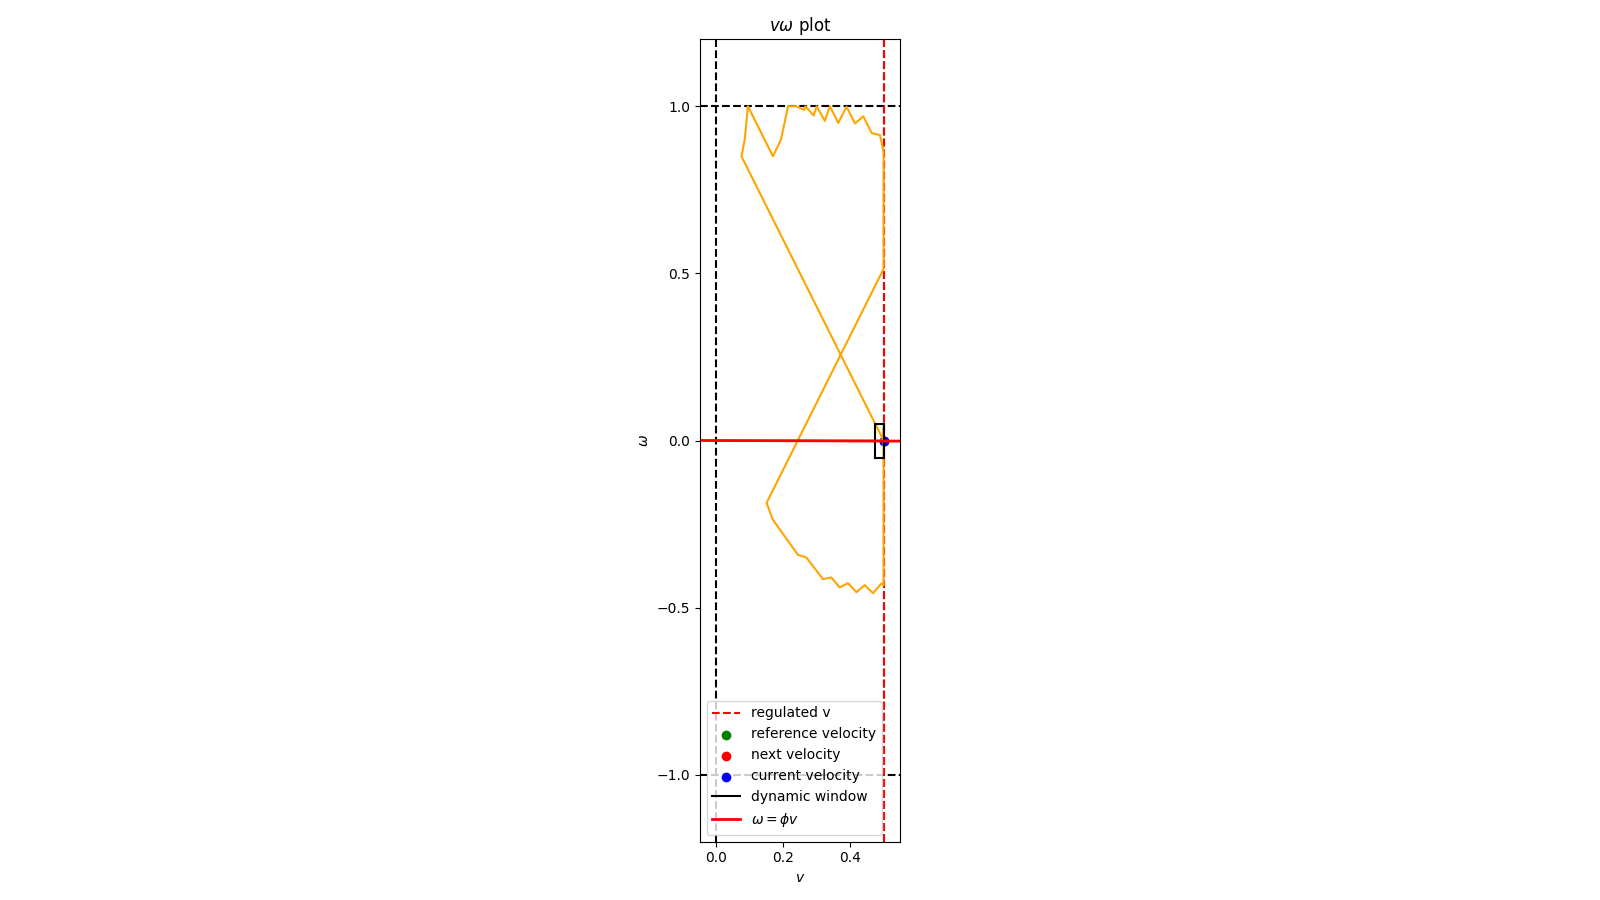 vω plot
1.0
0.5
0.0
−0.5
−1.0
ω
regulated v
reference velocity
next velocity
current velocity
dynamic window
ω = ϕv
0.0 0.2 0.4
v